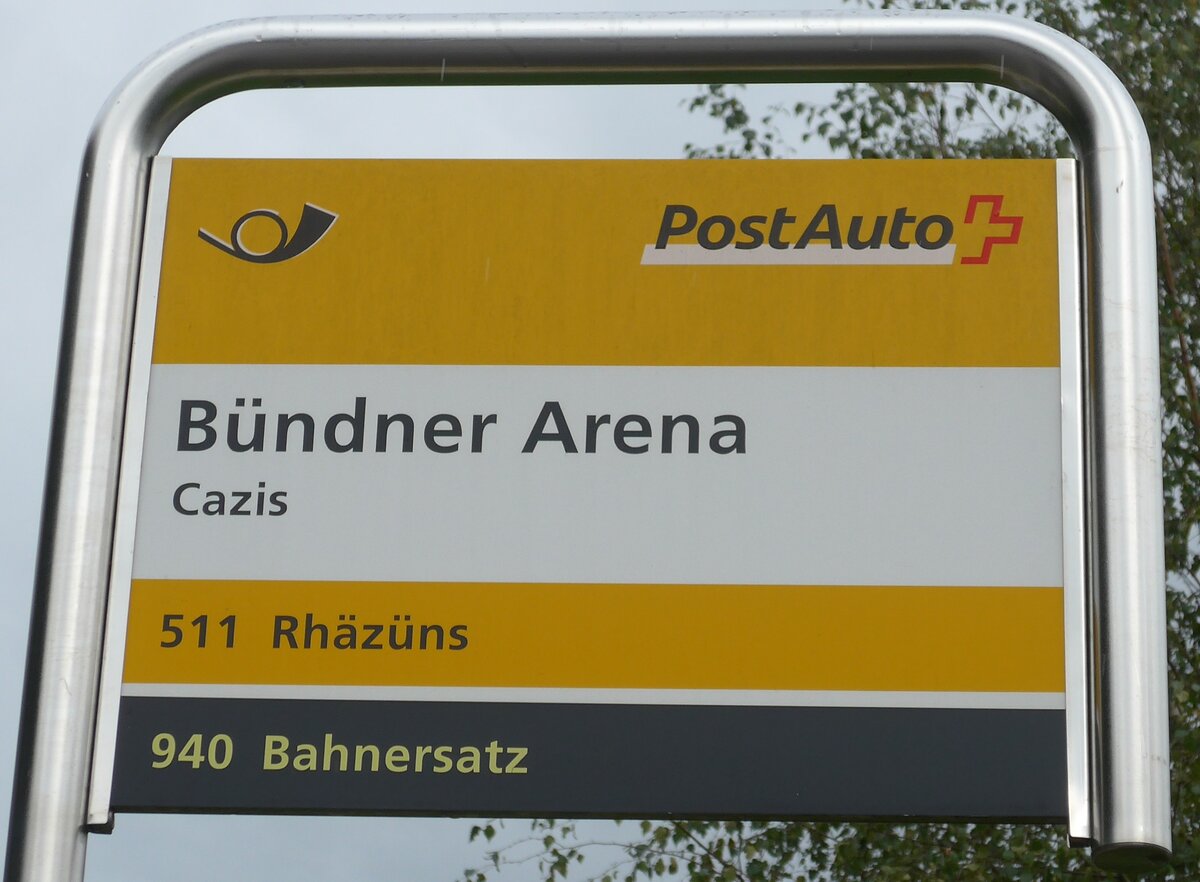 PostAuto
Bündner Arena
Cazis
511 Rhäzüns
940 Bahnersatz